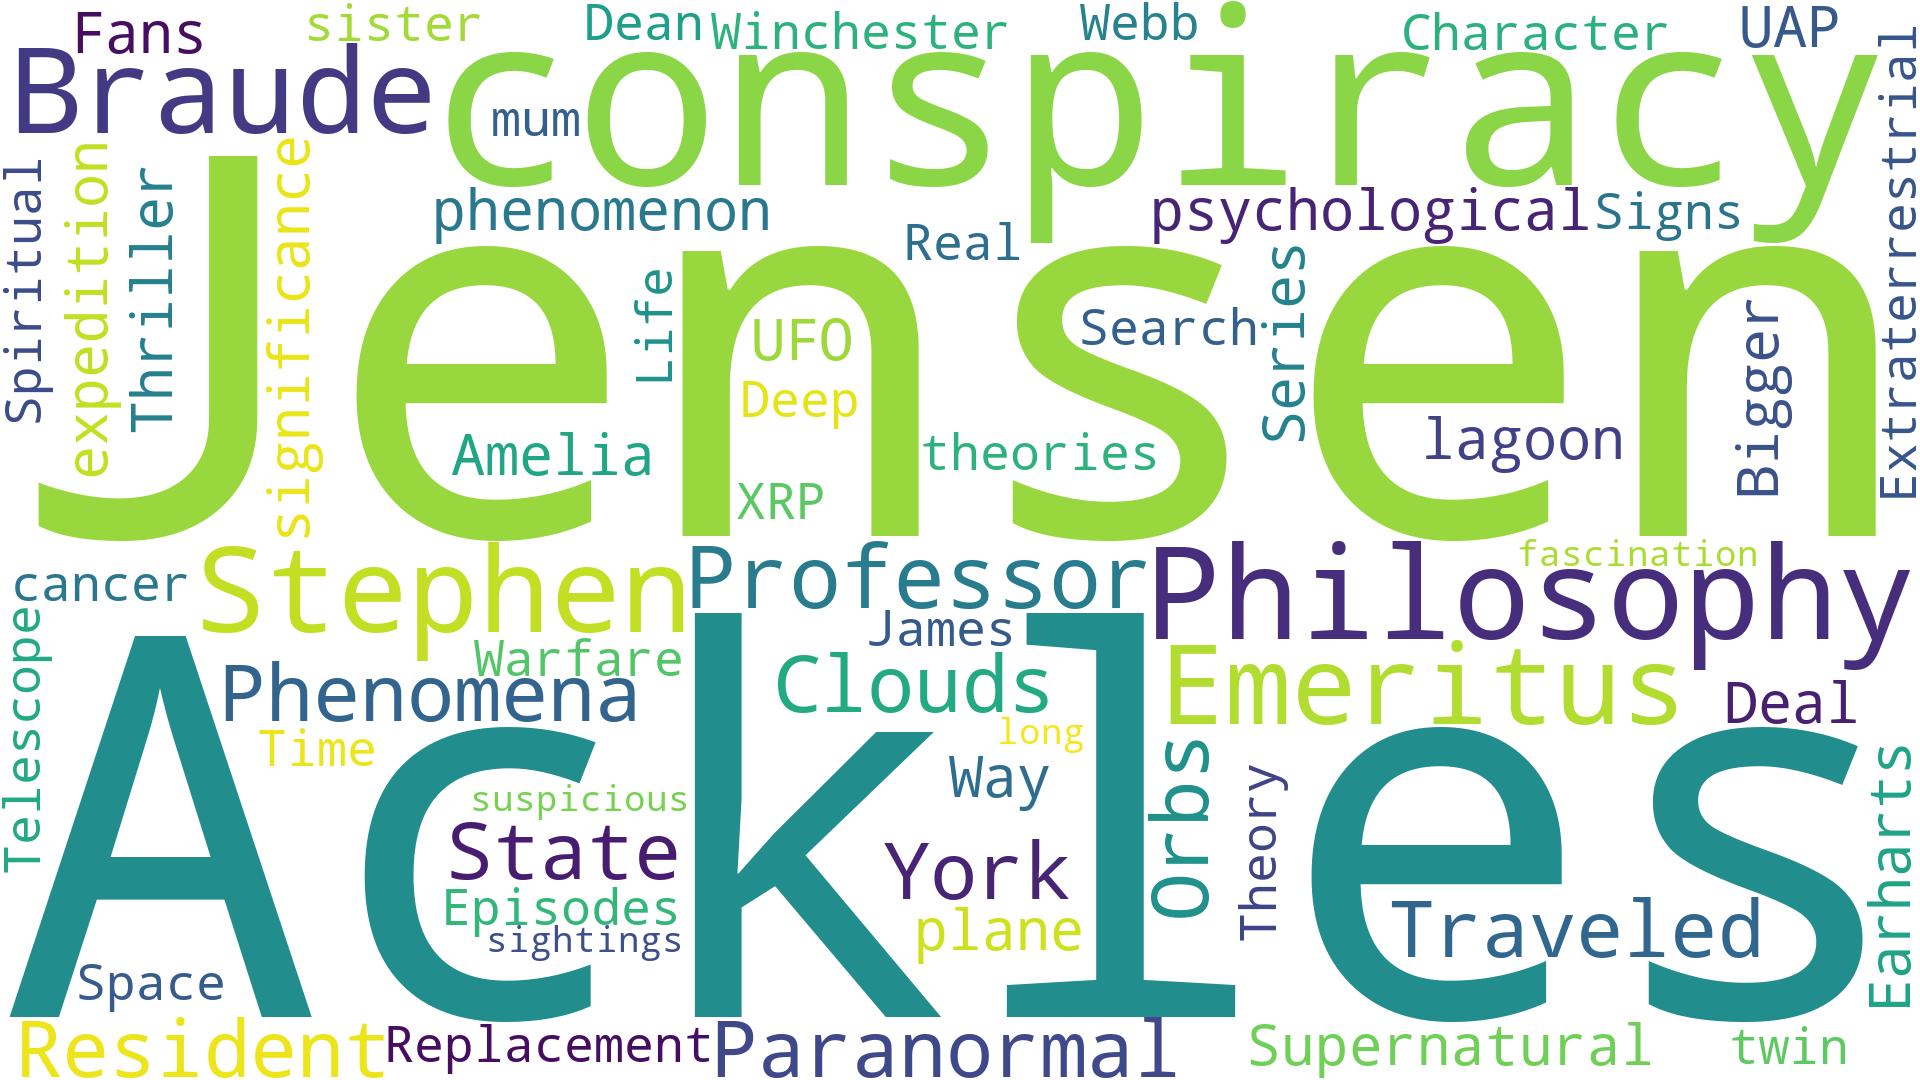 Fans
sister
Dean
Winchester
Webb
Character
UAP
Braude
conspiracy
mum
Extraterrestrial
Spiritual
expedition
Thriller
significance
phenomenon
psychological
Signs
Real
Jensen
Life
UFO
Search
Series
Bigger
Deep
Amelia
theories
lagoon
XRP
cancer
Stephen
Professor
Philosophy
fascination
James
Telescope
Warfare
Phenomena
Clouds
Emeritus
Deal
Time
long
Ackles
Way
Orbs
Theory
Earharts
suspicious
State
York
Episodes
plane
Traveled
sightings
Space
Resident
Replacement
Paranormal
Supernatural
twin